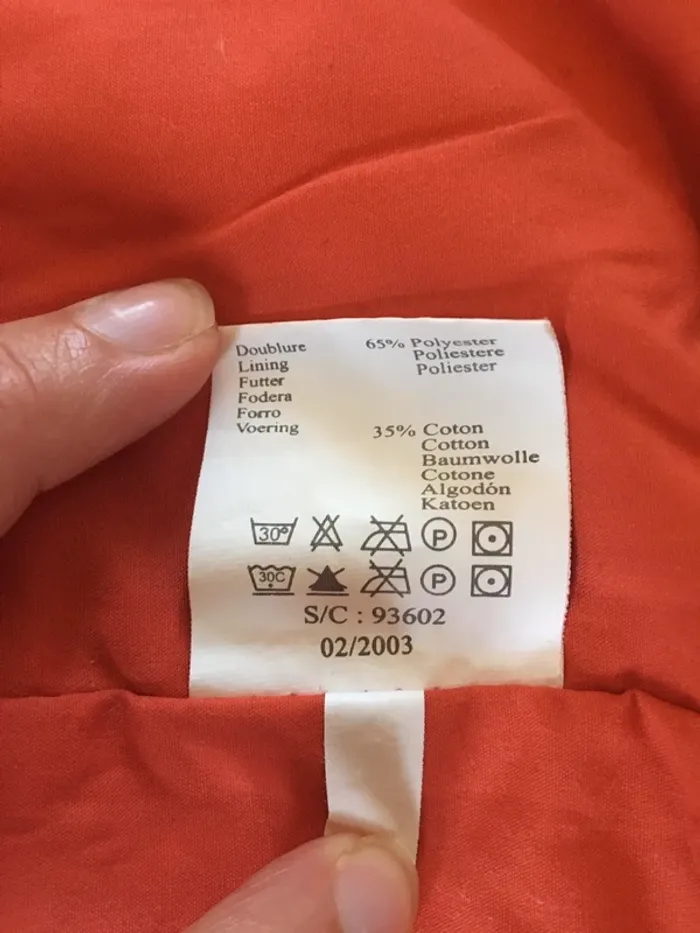 Doublure
Lining
Futter
Fodera
Forro
Voering
65% Polyester
Poliestere
Poliester
35% Coton
Cotton
Baumwolle
Cotone
Algodón
Katoen
30° P
30C P
S/C : 93602
02/2003